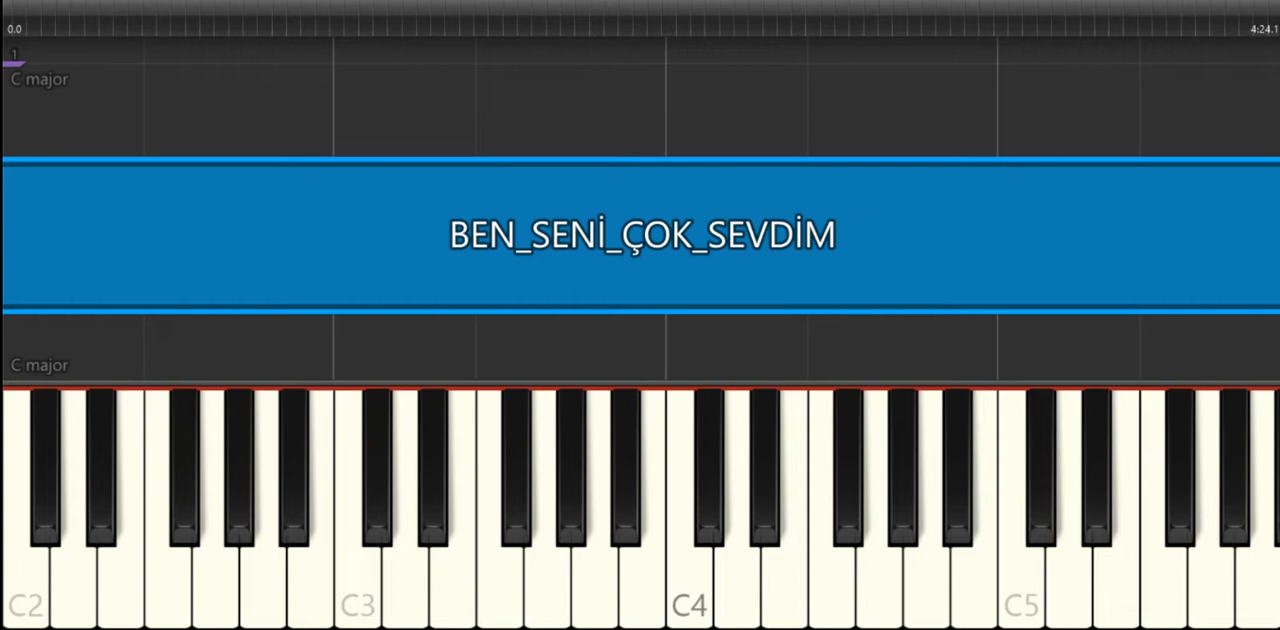 0.0 4:24.1
1
C major
BEN_SENİ_ÇOK_SEVDİM
C major
C2 C3 C4 C5